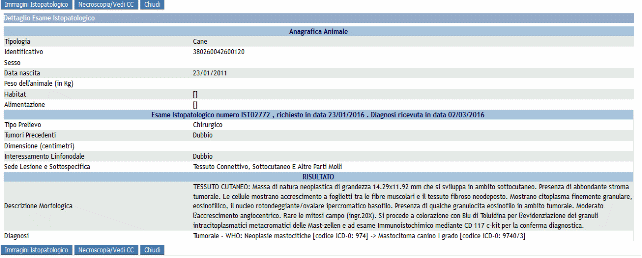 Immagini Istopatologico Necroscopia/Vedi CC Chiudi
Dettaglio Esame Istopatologico
Anagrafica Animale
Tipologia Cane
Identificativo 380260042600120
Sesso
Data nascita 23/01/2011
Peso dell'animale (in Kg)
Habitat []
Alimentazione []
Esame Istopatologico numero IST02772 , richiesto in data 23/01/2016 . Diagnosi ricevuta in data 02/03/2016
Tipo Prelievo Chirurgico
Tumori Precedenti Dubbio
Dimensione (centimetri)
Interessamento Linfonodale Dubbio
Sede Lesione e Sottospecifica Tessuto Connettivo, Sottocutaneo E Altre Parti Molli
RISULTATO
TESSUTO CUTANEO: Massa di natura neoplastica di grandezza 14.29x11.92 mm che si sviluppa in ambito sottocutaneo. Presenza di abbondante stroma
tumorale. Le cellule mostrano accrescimento a foglietti tra le fibre muscolari e il tessuto fibroso neodeposto. Mostrano citoplasma finemente granulare,
eosinofilico, il nucleo rotondeggiante/ovalare ipercromatico basofilo. Presenza di qualche granulocita eosinofilo in ambito tumorale. Moderato
Descrizione Morfologica l'accrescimento angiocentrico. Rare le mitosi campo (ingr.20X). Si procede a colorazione con Blu di Toluidina per l'evidenziazione dei granuli
intracitoplasmatici metacromatici delle Mast-zellen e ad esame immunoistochimico mediante CD 117 c-kit per la conferma diagnostica.
Diagnosi Tumorale - WHO: Neoplasie mastocitiche [codice ICD-0: 974] -> Mastocitoma canino I grado [codice ICD-0: 9740/3]
Immagini Istopatologico Necroscopia/Vedi CC Chiudi